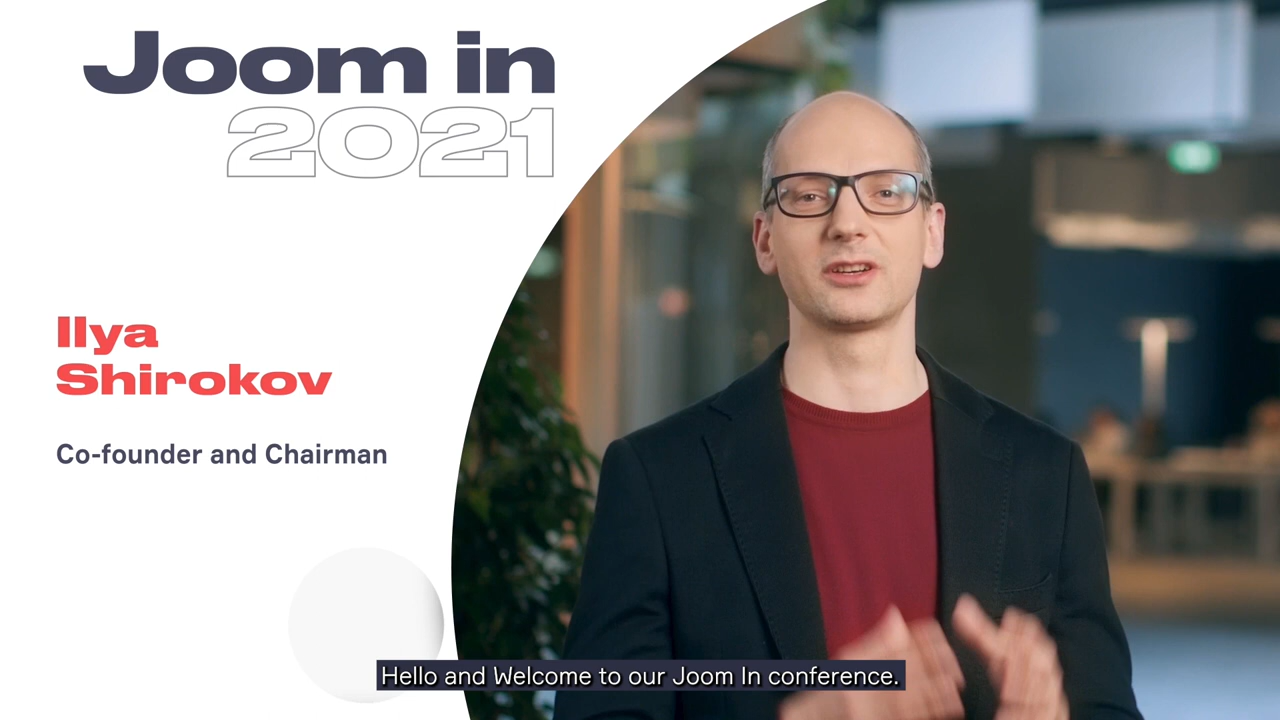 Joom in
2021
Ilya
Shirokov
Co-founder and Chairman
Hello and Welcome to our Joom In conference.